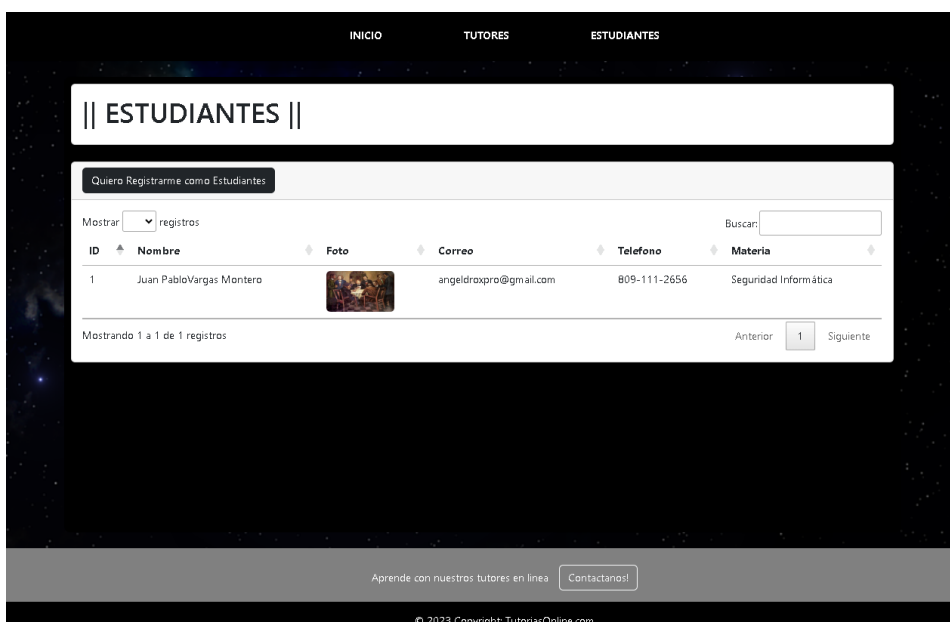 INICIO TUTORES ESTUDIANTES
|| ESTUDIANTES ||
Quiero Registrarme como Estudiantes
Mostrar registros Buscar:
ID Nombre Foto Correo Telefono Materia
1 Juan PabloVargas Montero angeldroxpro@gmail.com 809-111-2656 Seguridad Informática
Mostrando 1 a 1 de 1 registros Anterior 1 Siguiente
Aprende con nuestros tutores en linea Contactanos!
© 2023 Copyright: TutoriasOnline.com